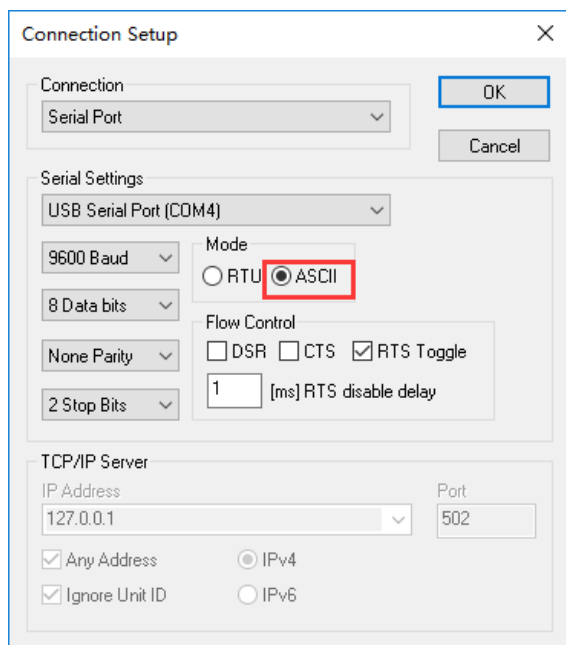 Connection Setup
Connection
OK
Serial Port
Cancel
Serial Settings
USB Serial Port (COM4)
9600 Baud
Mode
RTU
ASCII
8 Data bits
Flow Control
DSR
CTS
RTS Toggle
None Parity
1
[ms] RTS disable delay
2 Stop Bits
TCP/IP Server
IP Address
Port
127.0.0.1
502
Any Address
IPv4
Ignore Unit ID
IPv6